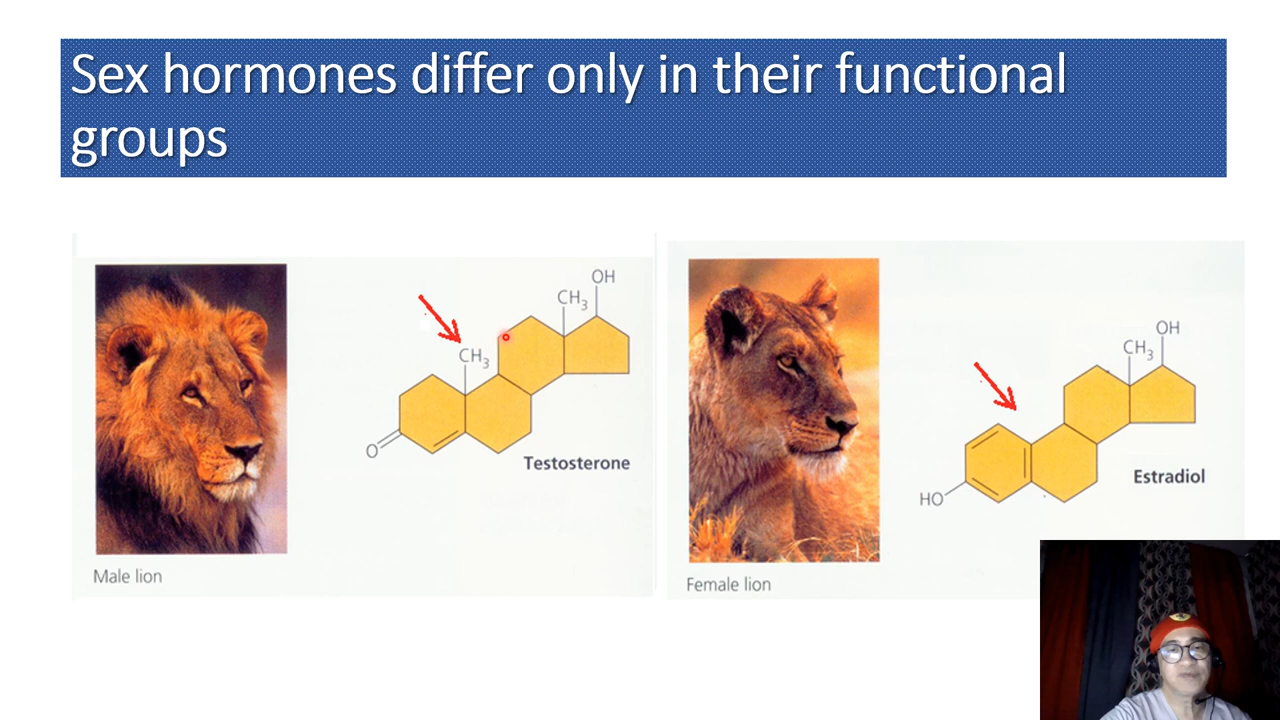 Sex hormones differ only in their functional
groups
OH
CH3
CH3
O
Testosterone
Male lion
OH
CH3
HO
Estradiol
Female lion